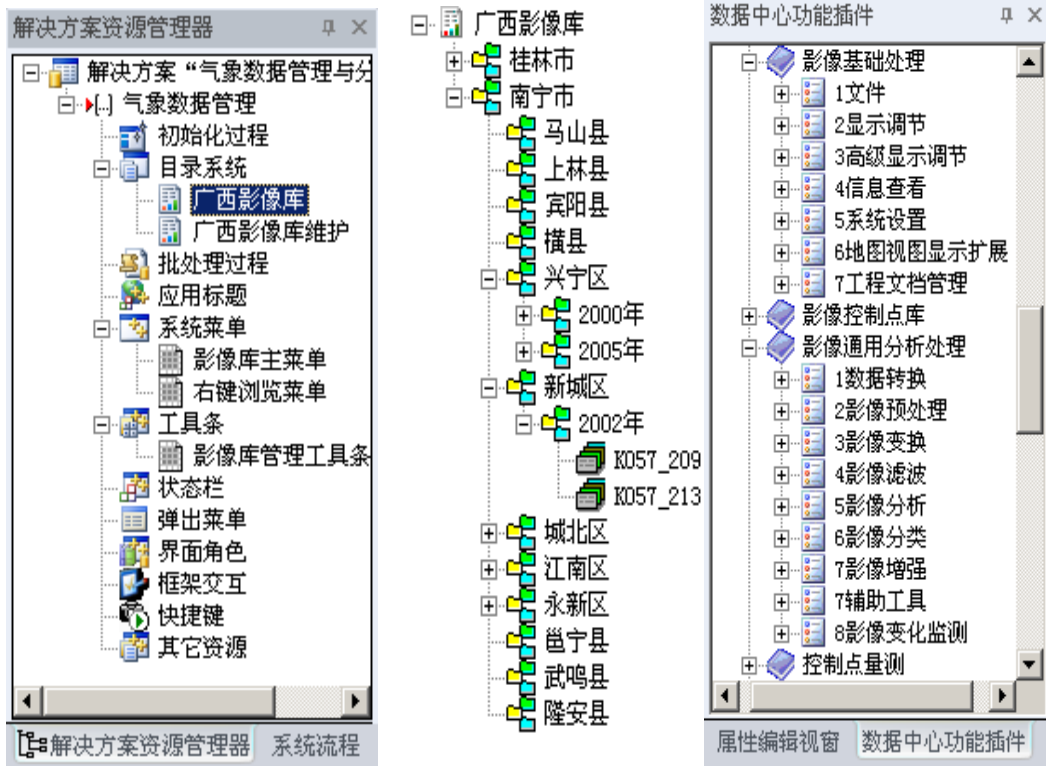 解决方案资源管理器
解决方案“气象数据管理与分
气象数据管理
初始化过程
目录系统
广西影像库
广西影像库维护
批处理过程
应用标题
系统菜单
影像库主菜单
右键浏览菜单
工具条
影像库管理工具条
状态栏
弹出菜单
界面角色
框架交互
快捷键
其它资源
解决方案资源管理器 系统流程
广西影像库
桂林市
南宁市
马山县
上林县
宾阳县
横县
兴宁区
2000年
2005年
新城区
2002年
K057_209
K057_213
城北区
江南区
永新区
邕宁县
武鸣县
隆安县
数据中心功能插件
影像基础处理
1文件
2显示调节
3高级显示调节
4信息查看
5系统设置
6地图视图显示扩展
7工程文档管理
影像控制点库
影像通用分析处理
1数据转换
2影像预处理
3影像变换
4影像滤波
5影像分析
6影像分类
7影像增强
7辅助工具
8影像变化监测
控制点量测
属性编辑视窗 数据中心功能插件